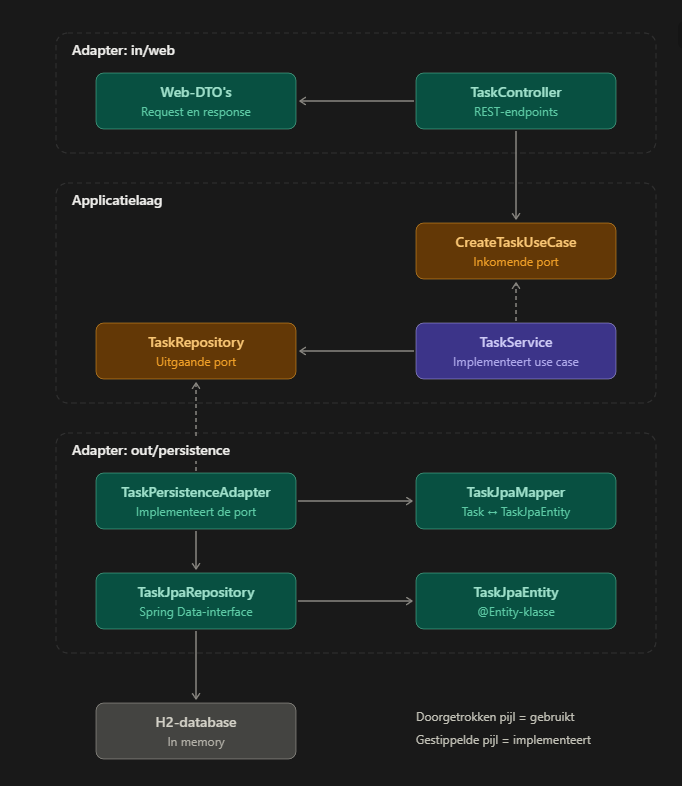 Adapter: in/web
Web-DTO's
Request en response
TaskController
REST-endpoints
Applicatielaag
CreateTaskUseCase
Inkomende port
TaskRepository
Uitgaande port
TaskService
Implementeert use case
Adapter: out/persistence
TaskPersistenceAdapter
Implementeert de port
TaskJpaMapper
Task ↔ TaskJpaEntity
TaskJpaRepository
Spring Data-interface
TaskJpaEntity
@Entity-klasse
H2-database
In memory
Doorgetrokken pijl = gebruikt
Gestippelde pijl = implementeert